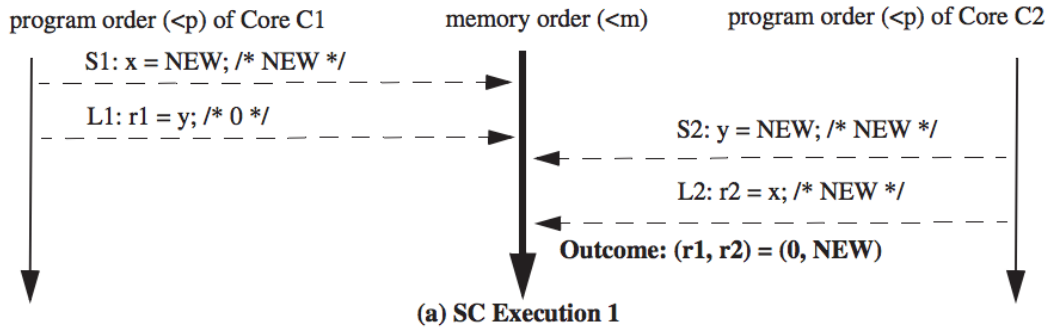 program order (<p) of Core C1
memory order (<m)
program order (<p) of Core C2
S1: x = NEW; /* NEW */
L1: r1 = y; /* 0 */
S2: y = NEW; /* NEW */
L2: r2 = x; /* NEW */
Outcome: (r1, r2) = (0, NEW)
(a) SC Execution 1